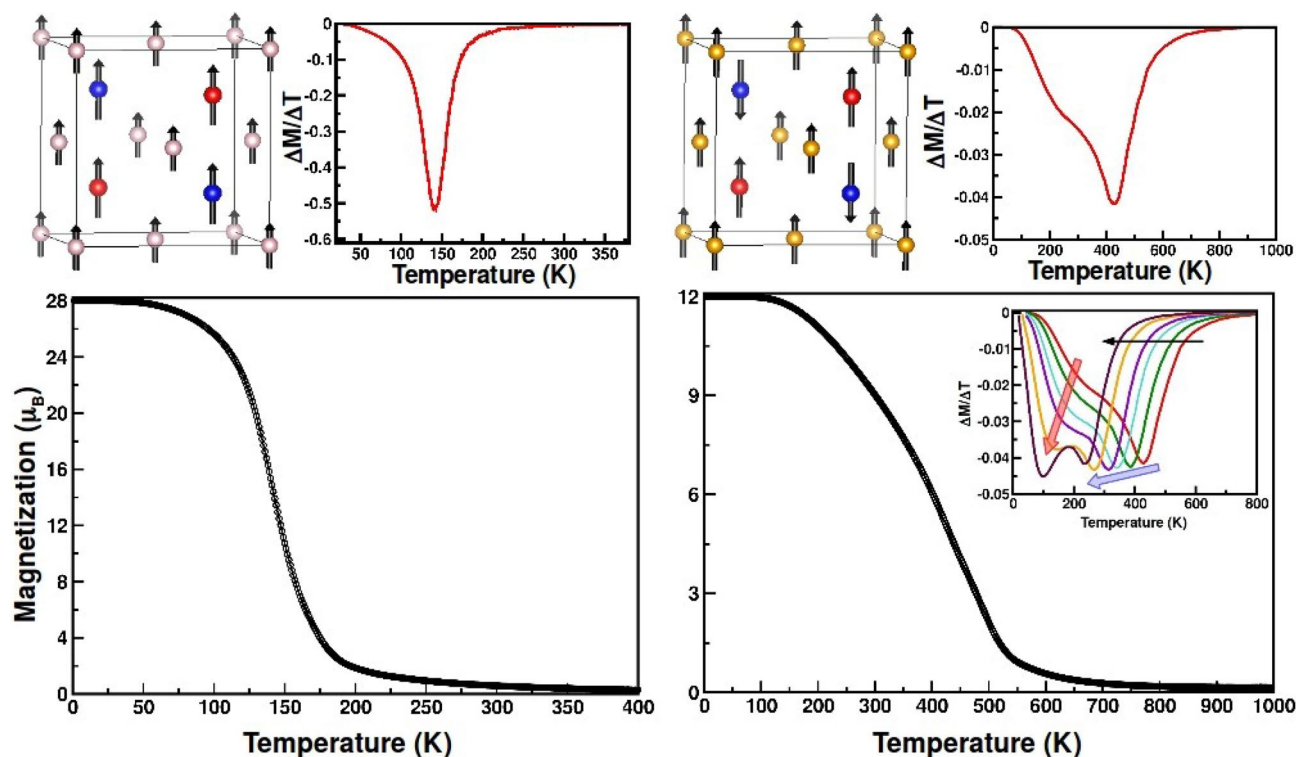 0
-0.1
-0.2
-0.3
-0.4
-0.5
-0.6
ΔM/ΔT
50 100 150 200 250 300 350
Temperature (K)
0
-0.01
-0.02
-0.03
-0.04
-0.05
ΔM/ΔT
200 400 600 800 1000
Temperature (K)
28
24
20
16
12
8
4
0
Magnetization (μB)
0 50 100 150 200 250 300 350 400
Temperature (K)
12
9
6
3
0
0 100 200 300 400 500 600 700 800 900 1000
Temperature (K)
0
-0.01
-0.02
-0.03
-0.04
-0.05
ΔM/ΔT
0 200 400 600 800
Temperature (K)